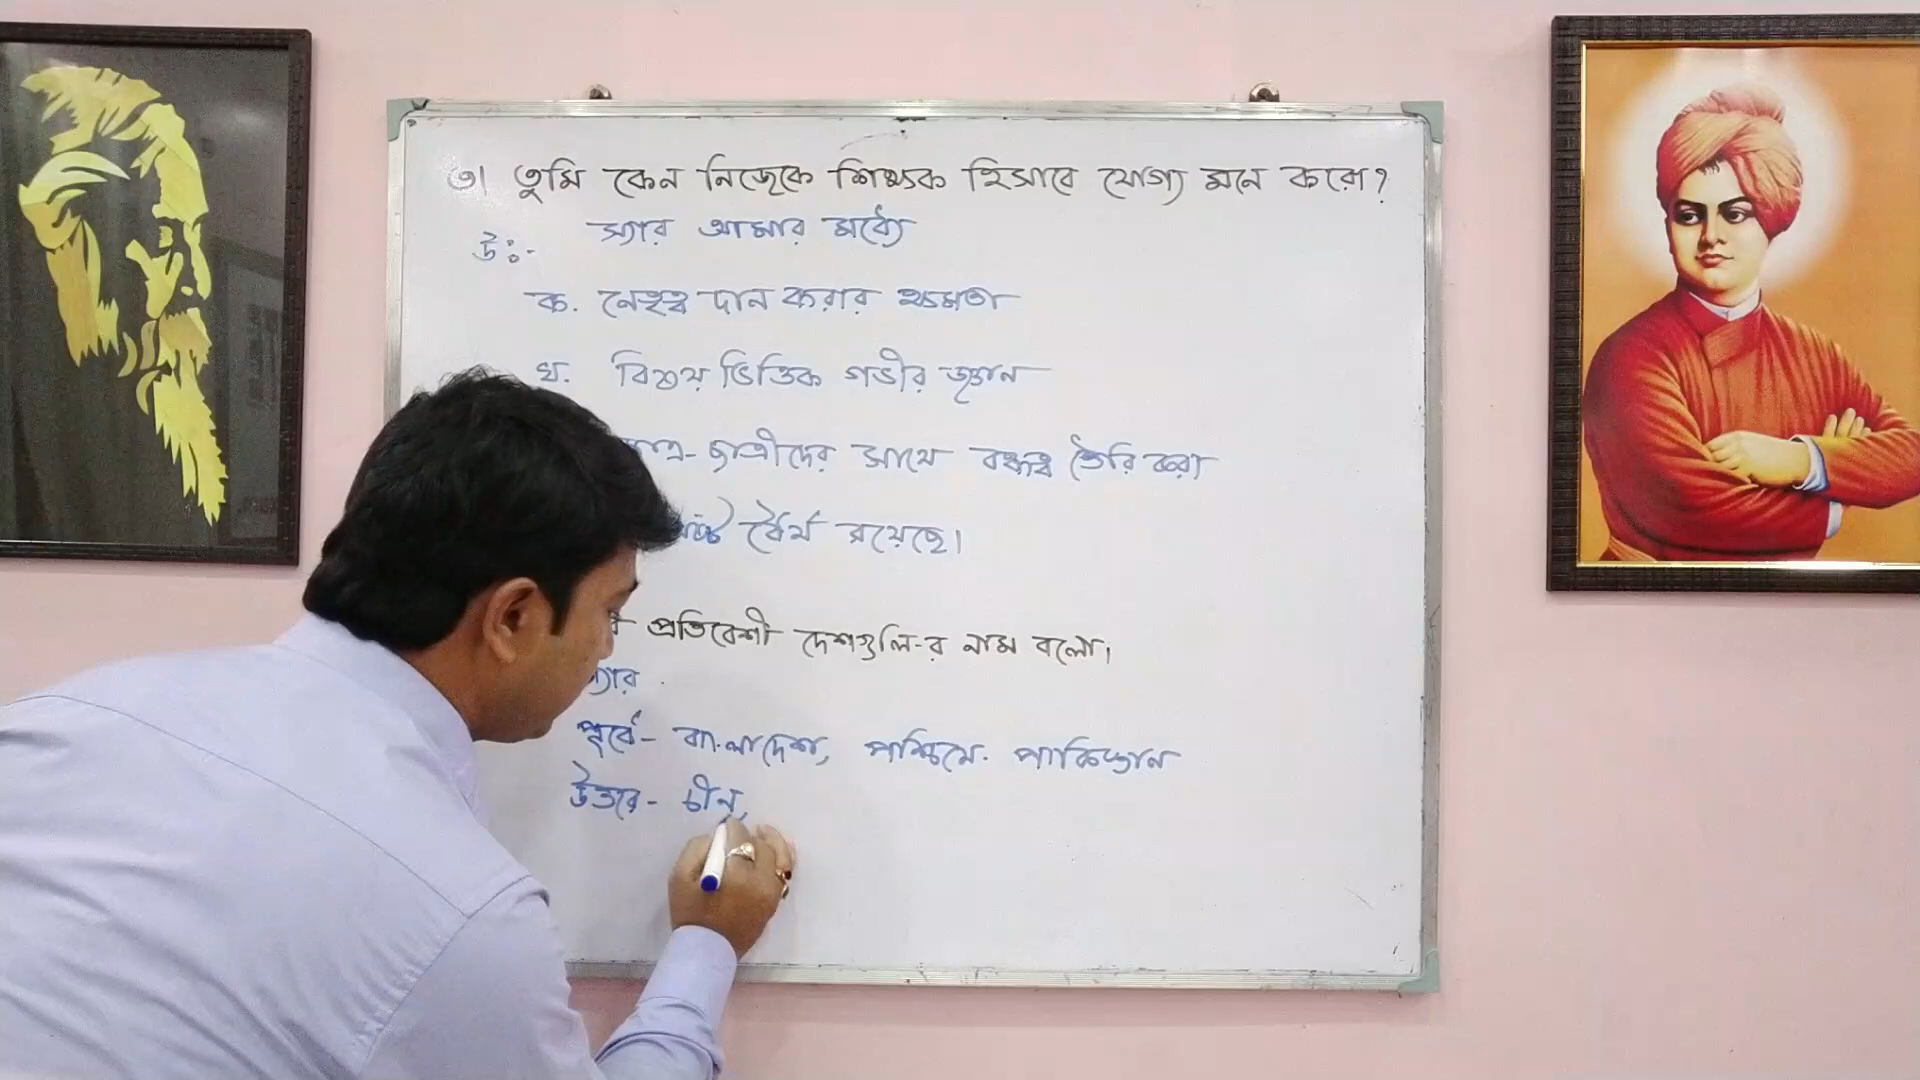 ৩। তুমি কেন নিজেকে শিক্ষক হিসাবে যোগ্য মনে করো?
উঃ- স্যার আমার মধ্যে
ক. নেতৃত্ব দান করার ক্ষমতা
খ. বিষয় ভিত্তিক গভীর জ্ঞান
ছাত্রীদের সাথে বন্ধুত্ব তৈরি করা
ধৈর্য রয়েছে।
প্রতিবেশী দেশগুলি-র নাম বলো।
পূর্বে- বাংলাদেশ, পশ্চিমে- পাকিস্তান
উত্তরে- চীন,